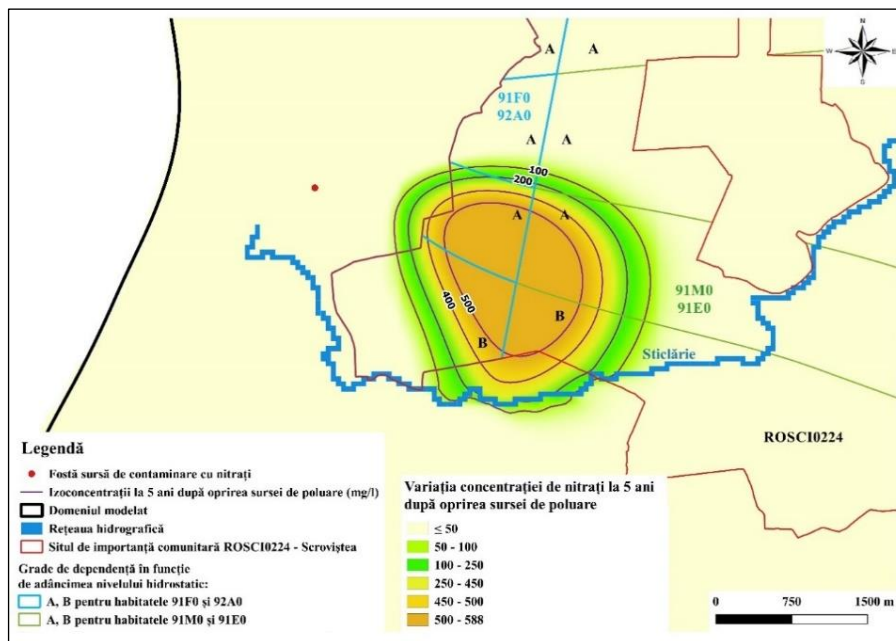 N
W E
S
A A
91F0
92A0
A A
100
200
A A
91M0
91E0
400
500
B
B
Sticlărie
ROSCI0224
Legendă
Fostă sursă de contaminare cu nitrați
Izoconcentrații la 5 ani după oprirea sursei de poluare (mg/l)
Domeniul modelat
Rețeaua hidrografică
Situl de importanță comunitară ROSCI0224 - Scroviștea
Grade de dependență în funcție
de adâncimea nivelului hidrostatic:
A, B pentru habitatele 91F0 și 92A0
A, B pentru habitatele 91M0 și 91E0
Variația concentrației de nitrați la 5 ani
după oprirea sursei de poluare
≤ 50
50 - 100
100 - 250
250 - 450
450 - 500
500 - 588
0 750 1500 m